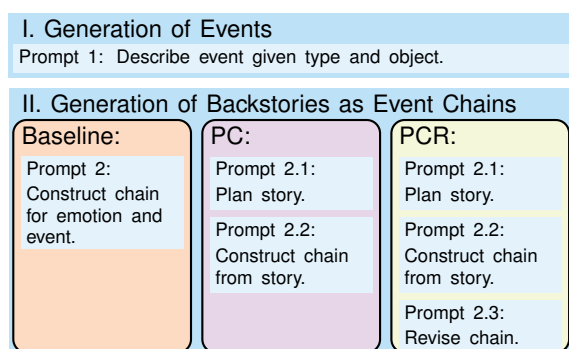 I. Generation of Events
Prompt 1: Describe event given type and object.
II. Generation of Backstories as Event Chains
Baseline:
Prompt 2:
Construct chain
for emotion and
event.
PC:
Prompt 2.1:
Plan story.
Prompt 2.2:
Construct chain
from story.
PCR:
Prompt 2.1:
Plan story.
Prompt 2.2:
Construct chain
from story.
Prompt 2.3:
Revise chain.